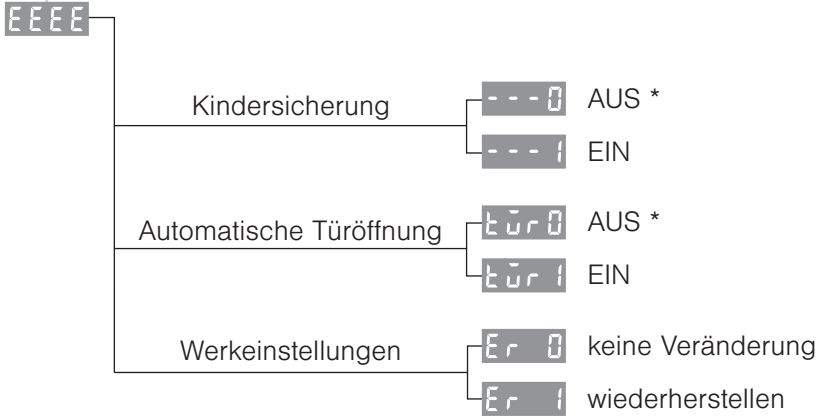 EEEE
Kindersicherung
---0 AUS *
---1 EIN
Automatische Türöffnung
tür0 AUS *
tür1 EIN
Werkeinstellungen
Er 0 keine Veränderung
Er 1 wiederherstellen